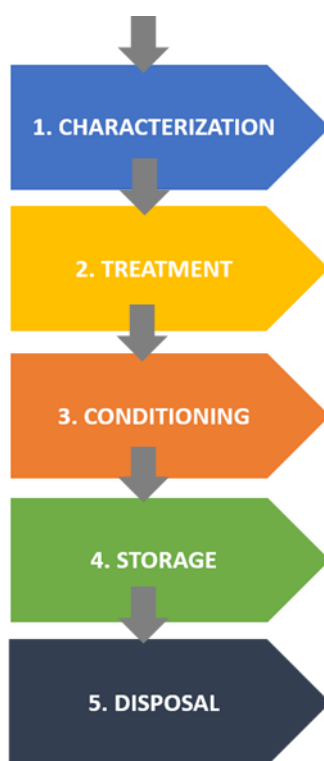 1. CHARACTERIZATION
2. TREATMENT
3. CONDITIONING
4. STORAGE
5. DISPOSAL